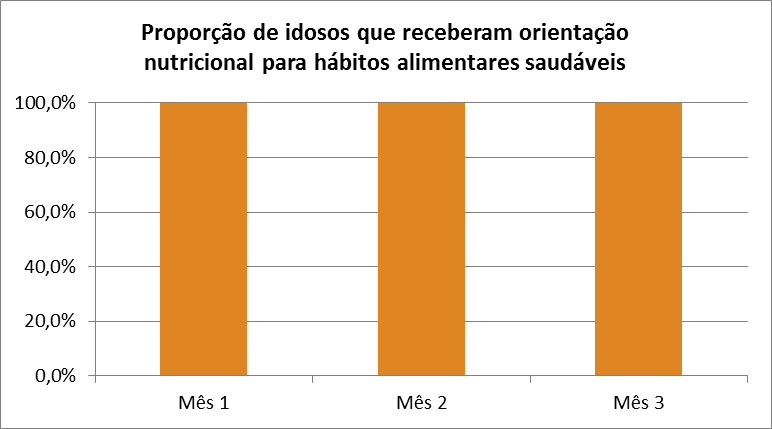 Proporção de idosos que receberam orientação
nutricional para hábitos alimentares saudáveis
100,0%
80,0%
60,0%
40,0%
20,0%
0,0%
Mês 1
Mês 2
Mês 3